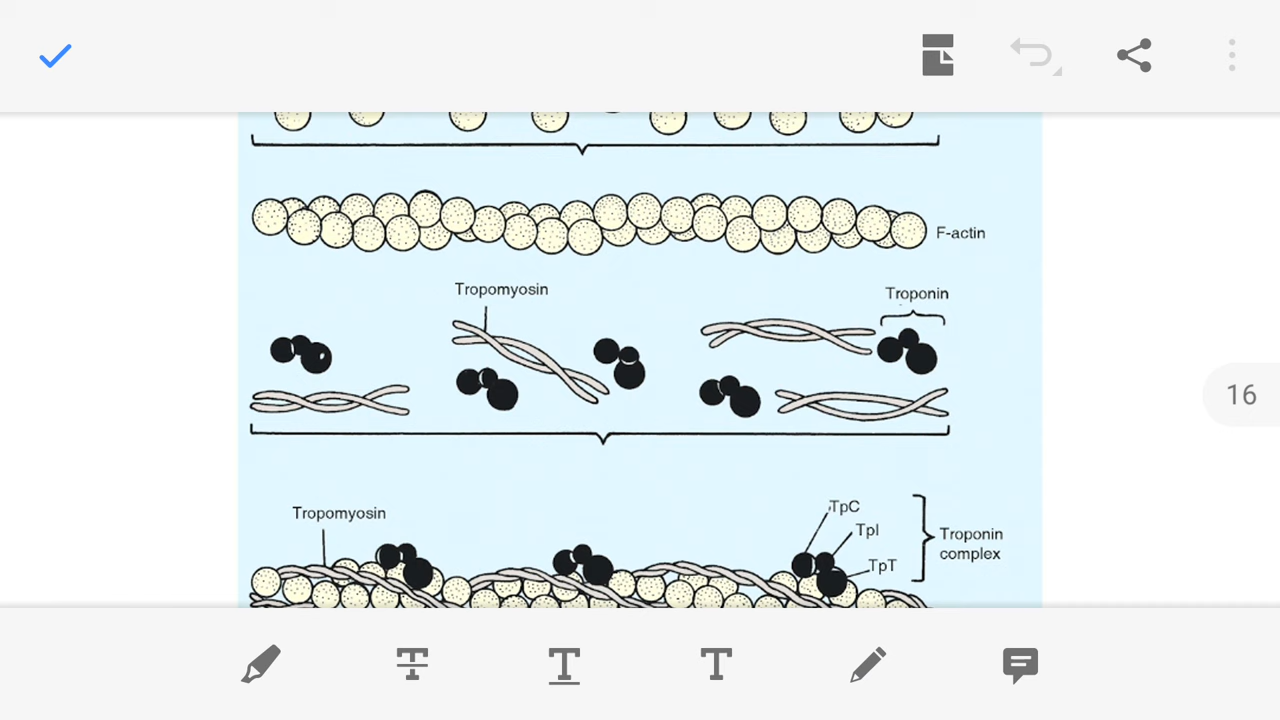 F-actin
Tropomyosin
Troponin
16
TpC
Tropomyosin
TpI
Troponin
complex
TpT